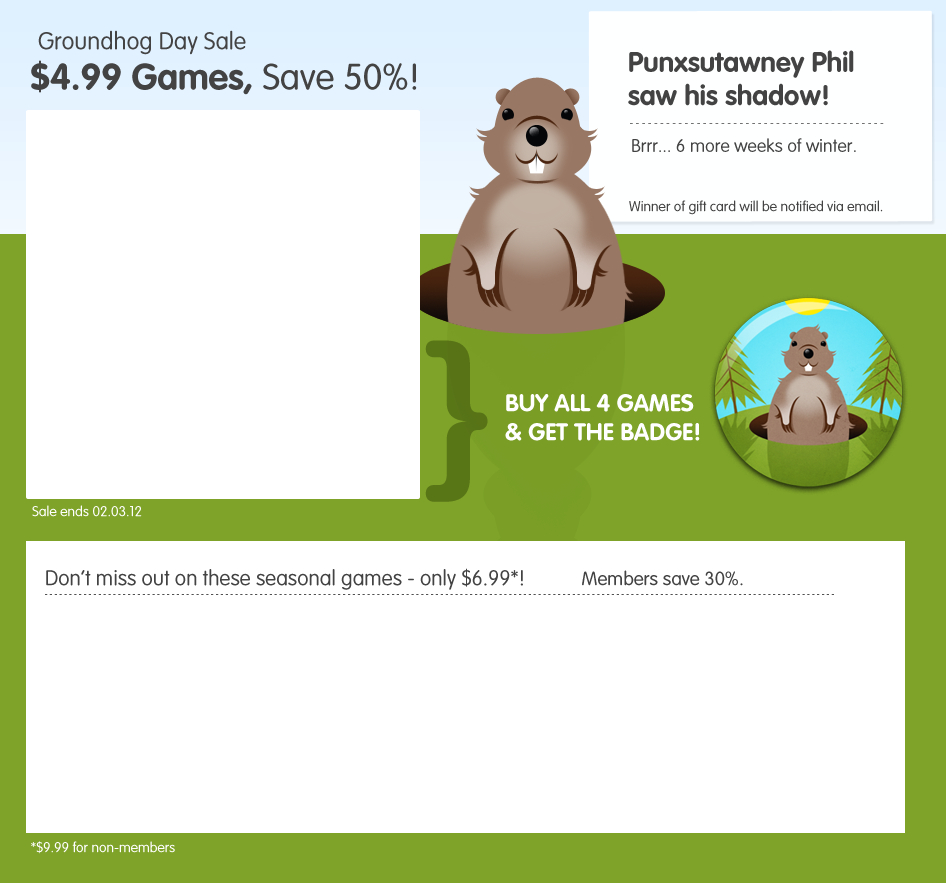 Groundhog Day Sale
$4.99 Games, Save 50%!
Punxsutawney Phil
saw his shadow!
Brrr... 6 more weeks of winter.
Winner of gift card will be notified via email.
BUY ALL 4 GAMES
& GET THE BADGE!
Sale ends 02.03.12
Don't miss out on these seasonal games - only $6.99*! Members save 30%.
*$9.99 for non-members